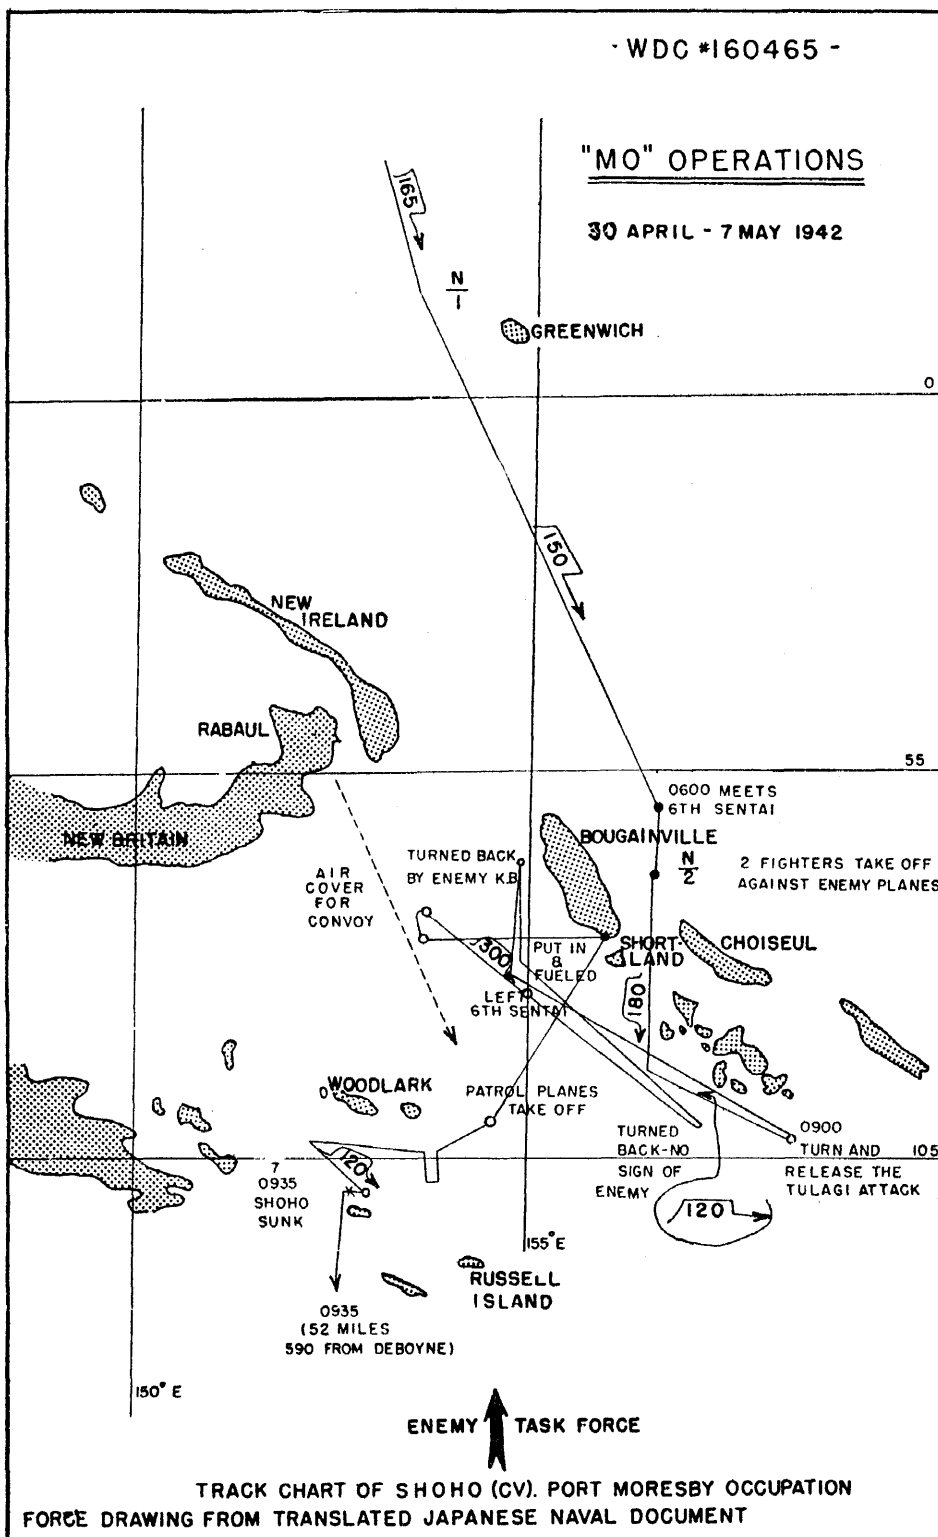 - WDC #160465 -
"MO" OPERATIONS
30 APRIL - 7 MAY 1942
165
N
1
GREENWICH
0
150
NEW
IRELAND
RABAUL
55
0600 MEETS
6TH SENTAI
BOUGAINVILLE
NEW BRITAIN
TURNED BACK
BY ENEMY K.B
N
2
2 FIGHTERS TAKE OFF
AGAINST ENEMY PLANES
AIR
COVER
FOR
CONVOY
300
PUT IN
&
FUELED
SHORT-
LAND
CHOISEUL
LEFT
6TH SENTAI
180
WOODLARK
PATROL PLANES
TAKE OFF
TURNED
BACK-NO
SIGN OF
ENEMY
0900
TURN AND
RELEASE THE
TULAGI ATTACK
105
7
0935
SHOHO
SUNK
120
120
155° E
RUSSELL
ISLAND
0935
(52 MILES
590 FROM DEBOYNE)
150° E
ENEMY TASK FORCE
TRACK CHART OF SHOHO (CV). PORT MORESBY OCCUPATION
FORCE DRAWING FROM TRANSLATED JAPANESE NAVAL DOCUMENT